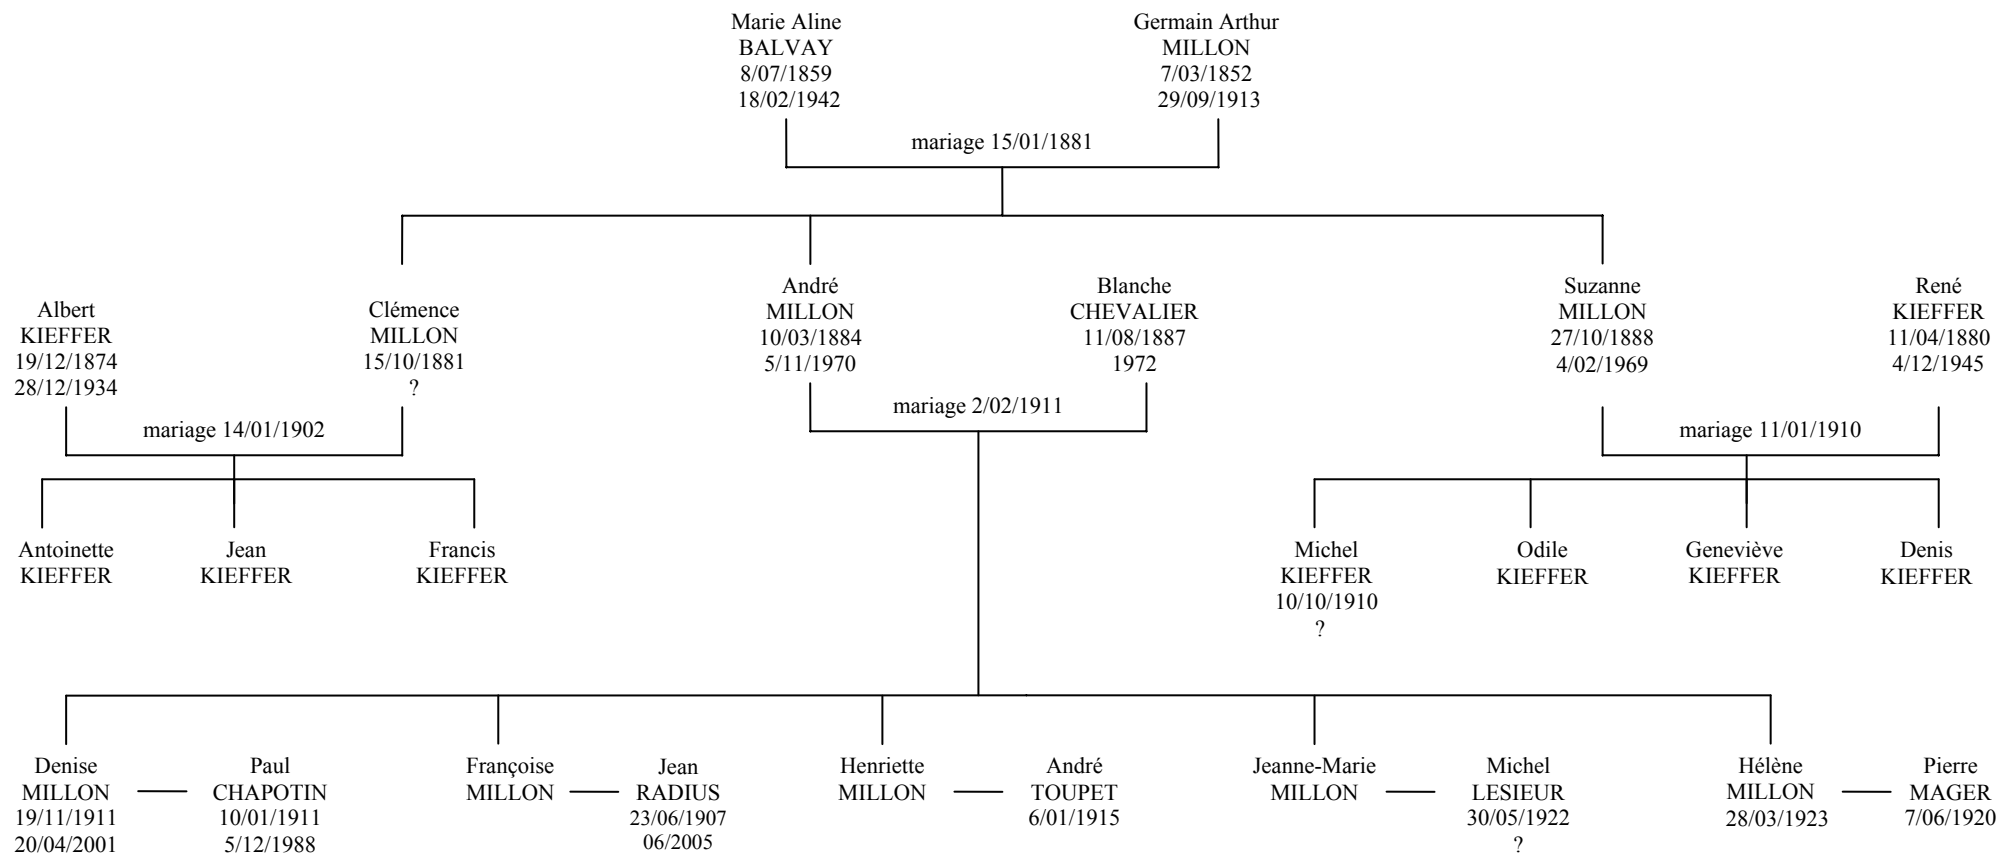 Marie Aline
BALVAY
8/07/1859
18/02/1942
Germain Arthur
MILLON
7/03/1852
29/09/1913
mariage 15/01/1881
Albert
KIEFFER
19/12/1874
28/12/1934
Clémence
MILLON
15/10/1881
?
mariage 14/01/1902
André
MILLON
10/03/1884
5/11/1970
Blanche
CHEVALIER
11/08/1887
1972
mariage 2/02/1911
Suzanne
MILLON
27/10/1888
4/02/1969
René
KIEFFER
11/04/1880
4/12/1945
mariage 11/01/1910
Antoinette
KIEFFER
Jean
KIEFFER
Francis
KIEFFER
Michel
KIEFFER
10/10/1910
?
Odile
KIEFFER
Geneviève
KIEFFER
Denis
KIEFFER
Denise
MILLON
19/11/1911
20/04/2001
Paul
CHAPOTIN
10/01/1911
5/12/1988
Françoise
MILLON
Jean
RADIUS
23/06/1907
06/2005
Henriette
MILLON
André
TOUPET
6/01/1915
Jeanne-Marie
MILLON
Michel
LESIEUR
30/05/1922
?
Hélène
MILLON
28/03/1923
Pierre
MAGER
7/06/1920